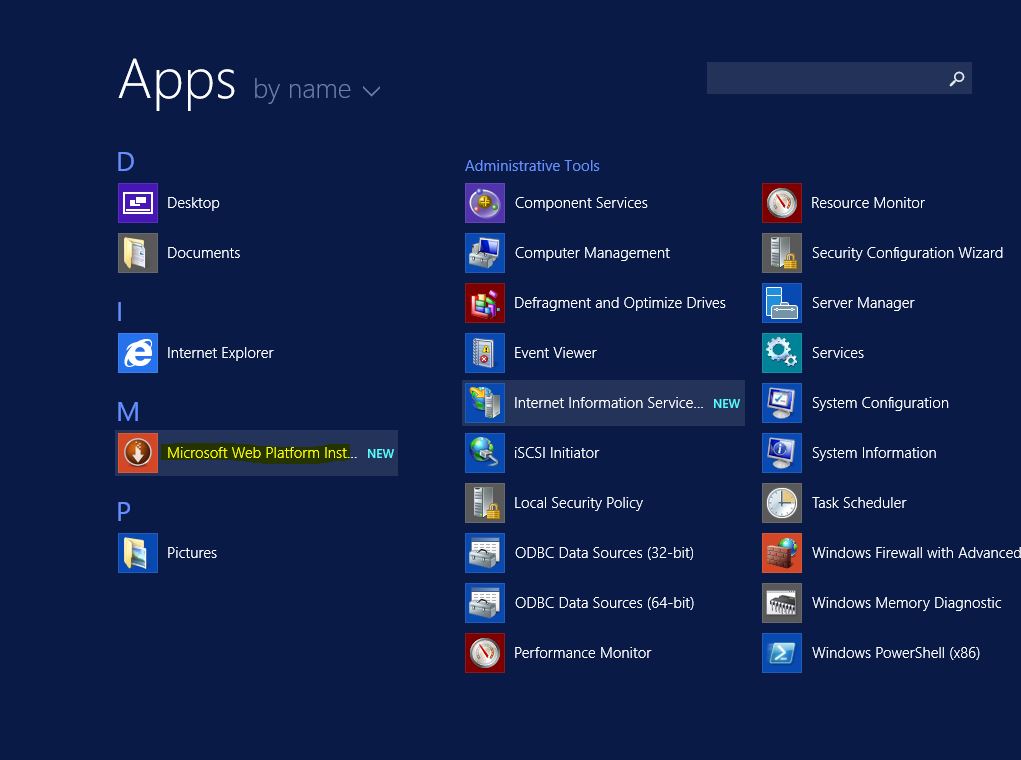 Apps by name
D
Desktop
Documents
I
Internet Explorer
M
Microsoft Web Platform Inst... NEW
P
Pictures
Administrative Tools
Component Services
Computer Management
Defragment and Optimize Drives
Event Viewer
Internet Information Service... NEW
iSCSI Initiator
Local Security Policy
ODBC Data Sources (32-bit)
ODBC Data Sources (64-bit)
Performance Monitor
Resource Monitor
Security Configuration Wizard
Server Manager
Services
System Configuration
System Information
Task Scheduler
Windows Firewall with Advanced
Windows Memory Diagnostic
Windows PowerShell (x86)